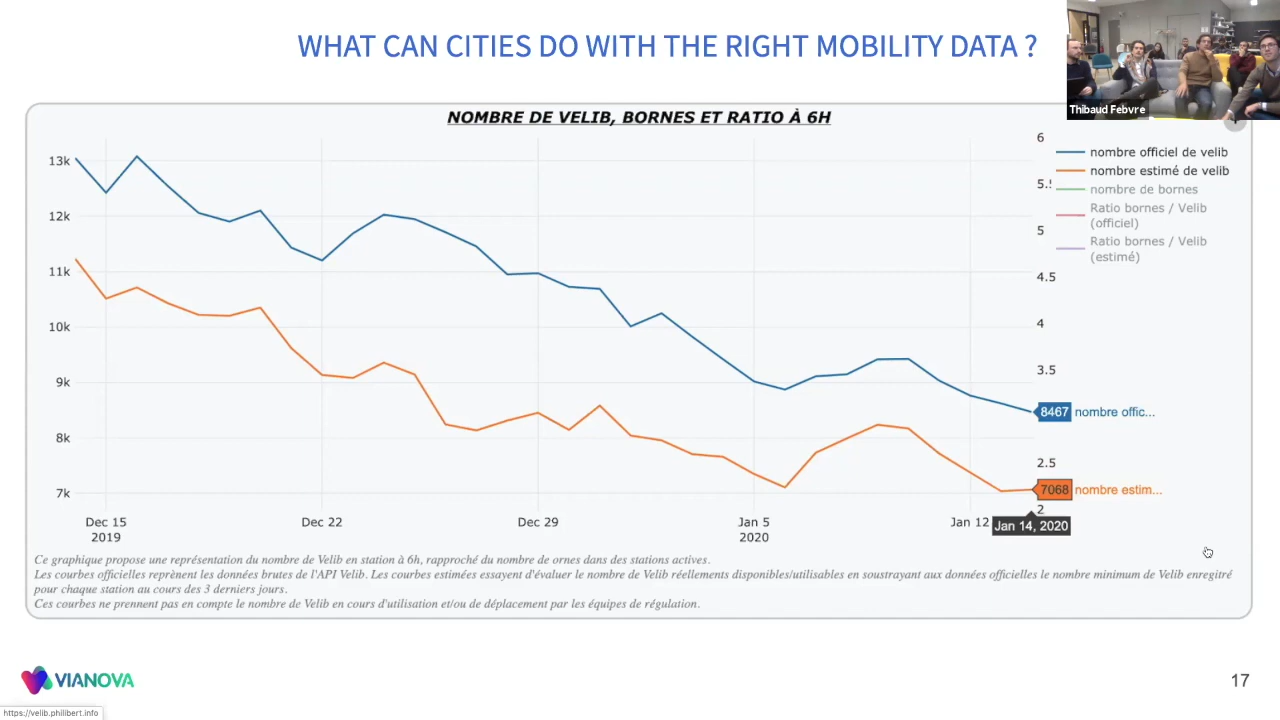 WHAT CAN CITIES DO WITH THE RIGHT MOBILITY DATA ?
Thibaud Febvre
NOMBRE DE VELIB, BORNES ET RATIO À 6H
13k
12k
11k
10k
9k
8k
7k
6
5
4.5
4
3.5
2.5
2
nombre officiel de velib
nombre estimé de velib
nombre de bornes
Ratio bornes / Velib
(officiel)
Ratio bornes / Velib
(estimé)
8467 nombre offic...
7068 nombre estim...
Dec 15
2019
Dec 22
Dec 29
Jan 5
2020
Jan 12
Jan 14, 2020
Ce graphique propose une représentation du nombre de Velib en station à 6h, rapproché du nombre de ornes dans des stations actives.
Les courbes officielles reprènent les données brutes de l'API Velib. Les courbes estimées essayent d'évaluer le nombre de Velib réellements disponibles/utilisables en soustrayant aux données officielles le nombre minimum de Velib enregitré
pour chaque station au cours des 3 derniers jours.
Ces courbes ne prennent pas en compte le nombre de Velib en cours d'utilisation et/ou de déplacement par les équipes de régulation.
VIANOVA
17
https://velib.philibert.info